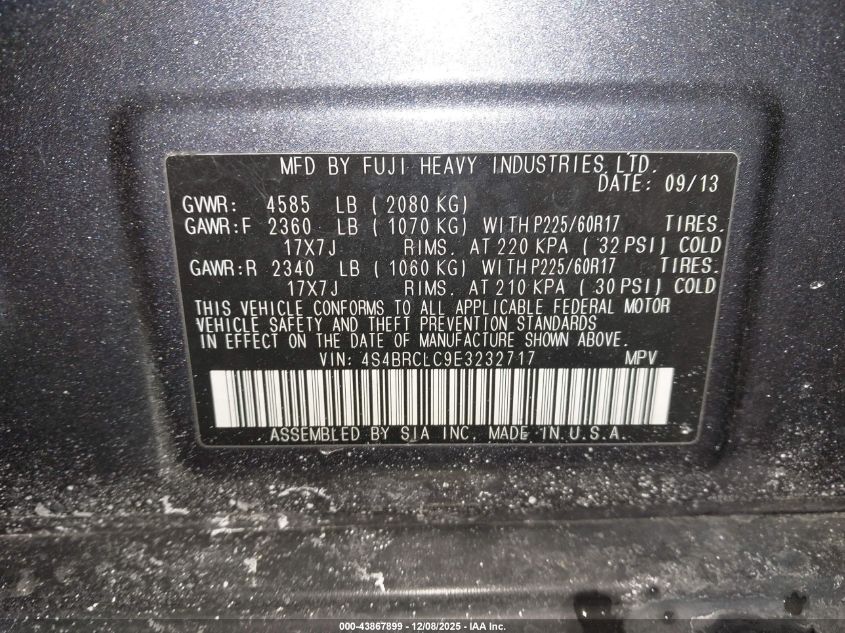 MFD BY FUJI HEAVY INDUSTRIES, LTD.
DATE: 09/13
GVWR: 4585 LB ( 2080 KG)
GAWR:F 2360 LB ( 1070 KG) WITH P225/60R17 TIRES.
17X7J RIMS. AT 220 KPA ( 32 PSI) COLD
GAWR:R 2340 LB ( 1060 KG) WITH P225/60R17 TIRES.
17X7J RIMS. AT 210 KPA ( 30 PSI) COLD
THIS VEHICLE CONFORMS TO ALL APPLICABLE FEDERAL MOTOR
VEHICLE SAFETY AND THEFT PREVENTION STANDARDS
IN EFFECT ON THE DATE OF MANUFACTURE SHOWN ABOVE.
VIN: 4S4BRCLC9E3232717 MPV
ASSEMBLED BY SIA INC. MADE IN U.S.A.
000-43867899 - 12/08/2025 - IAA Inc.